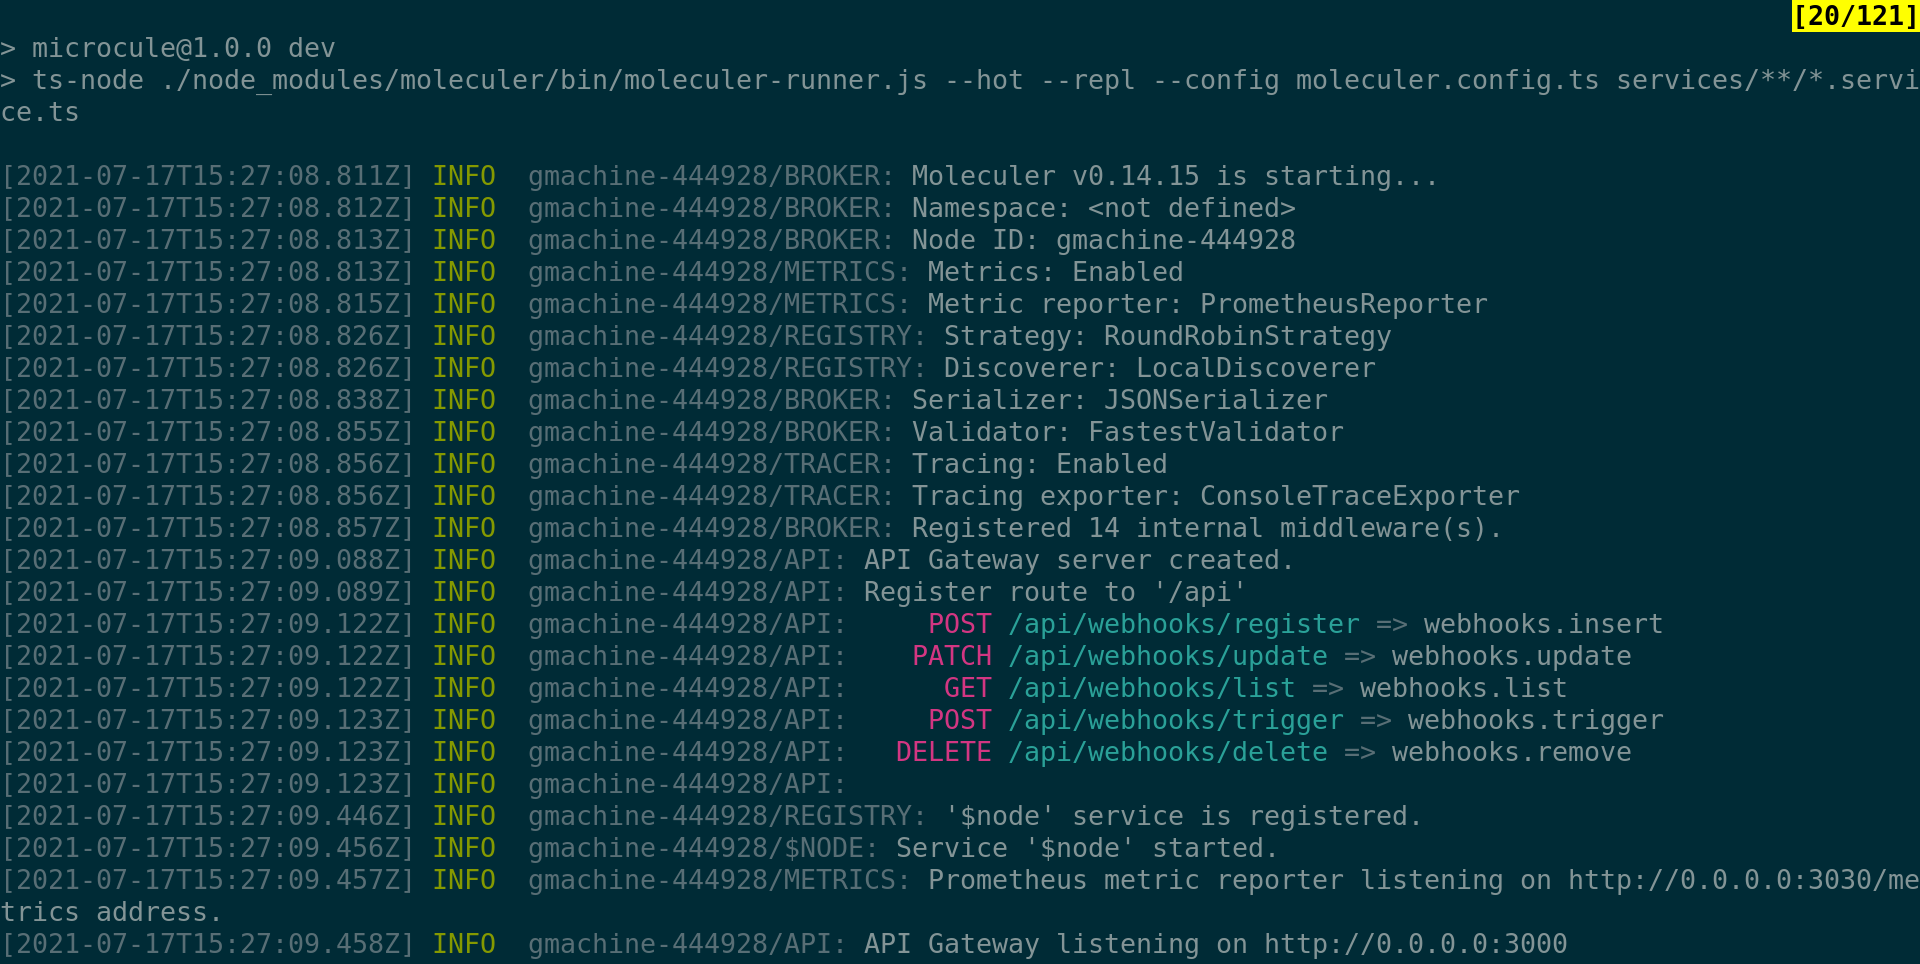 [20/121]
> microcule@1.0.0 dev
> ts-node ./node_modules/moleculer/bin/moleculer-runner.js --hot --repl --config moleculer.config.ts services/**/*.servi
ce.ts
[2021-07-17T15:27:08.811Z] INFO  gmachine-444928/BROKER: Moleculer v0.14.15 is starting...
[2021-07-17T15:27:08.812Z] INFO  gmachine-444928/BROKER: Namespace: <not defined>
[2021-07-17T15:27:08.813Z] INFO  gmachine-444928/BROKER: Node ID: gmachine-444928
[2021-07-17T15:27:08.813Z] INFO  gmachine-444928/METRICS: Metrics: Enabled
[2021-07-17T15:27:08.815Z] INFO  gmachine-444928/METRICS: Metric reporter: PrometheusReporter
[2021-07-17T15:27:08.826Z] INFO  gmachine-444928/REGISTRY: Strategy: RoundRobinStrategy
[2021-07-17T15:27:08.826Z] INFO  gmachine-444928/REGISTRY: Discoverer: LocalDiscoverer
[2021-07-17T15:27:08.838Z] INFO  gmachine-444928/BROKER: Serializer: JSONSerializer
[2021-07-17T15:27:08.855Z] INFO  gmachine-444928/BROKER: Validator: FastestValidator
[2021-07-17T15:27:08.856Z] INFO  gmachine-444928/TRACER: Tracing: Enabled
[2021-07-17T15:27:08.856Z] INFO  gmachine-444928/TRACER: Tracing exporter: ConsoleTraceExporter
[2021-07-17T15:27:08.857Z] INFO  gmachine-444928/BROKER: Registered 14 internal middleware(s).
[2021-07-17T15:27:09.088Z] INFO  gmachine-444928/API: API Gateway server created.
[2021-07-17T15:27:09.089Z] INFO  gmachine-444928/API: Register route to '/api'
[2021-07-17T15:27:09.122Z] INFO  gmachine-444928/API:     POST /api/webhooks/register => webhooks.insert
[2021-07-17T15:27:09.122Z] INFO  gmachine-444928/API:    PATCH /api/webhooks/update => webhooks.update
[2021-07-17T15:27:09.122Z] INFO  gmachine-444928/API:      GET /api/webhooks/list => webhooks.list
[2021-07-17T15:27:09.123Z] INFO  gmachine-444928/API:     POST /api/webhooks/trigger => webhooks.trigger
[2021-07-17T15:27:09.123Z] INFO  gmachine-444928/API:   DELETE /api/webhooks/delete => webhooks.remove
[2021-07-17T15:27:09.123Z] INFO  gmachine-444928/API:
[2021-07-17T15:27:09.446Z] INFO  gmachine-444928/REGISTRY: '$node' service is registered.
[2021-07-17T15:27:09.456Z] INFO  gmachine-444928/$NODE: Service '$node' started.
[2021-07-17T15:27:09.457Z] INFO  gmachine-444928/METRICS: Prometheus metric reporter listening on http://0.0.0.0:3030/me
trics address.
[2021-07-17T15:27:09.458Z] INFO  gmachine-444928/API: API Gateway listening on http://0.0.0.0:3000